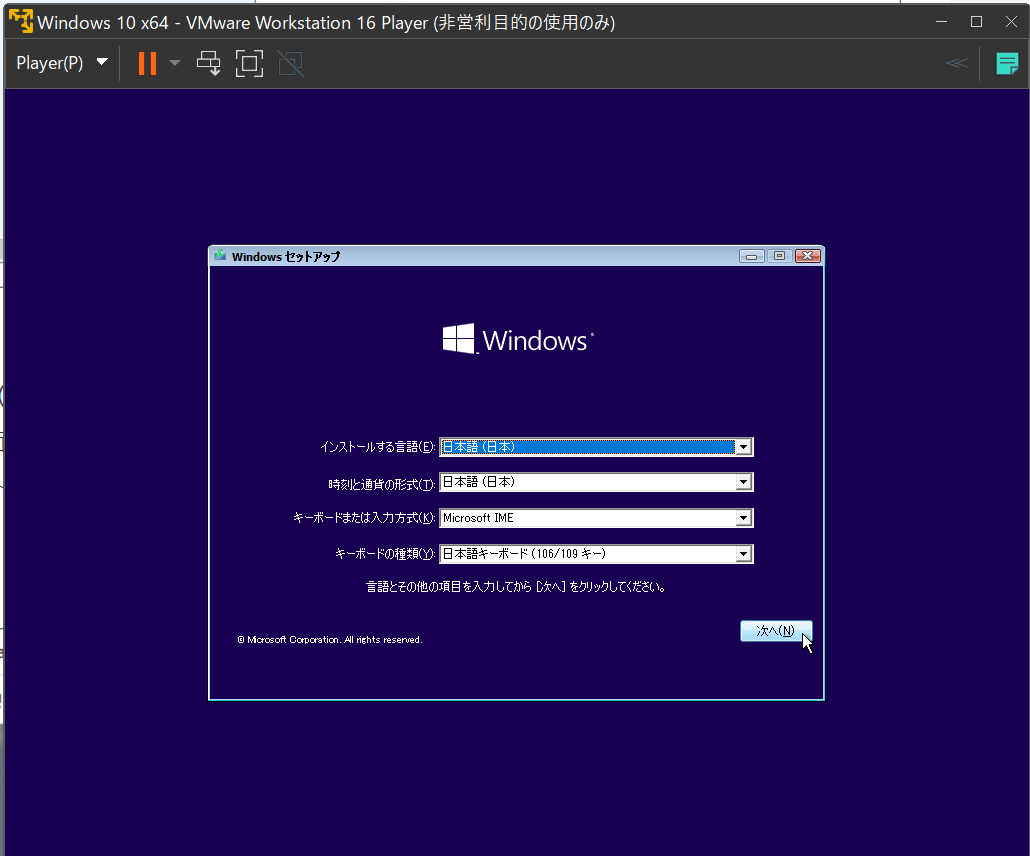 Windows 10 x64 - VMware Workstation 16 Player (非営利目的の使用のみ)
Player(P)
Windows セットアップ
Windows
インストールする言語(E): 日本語 (日本)
時刻と通貨の形式(T): 日本語 (日本)
キーボードまたは入力方式(K): Microsoft IME
キーボードの種類(Y): 日本語キーボード (106/109 キー)
言語とその他の項目を入力してから [次へ] をクリックしてください。
© Microsoft Corporation. All rights reserved.
次へ(N)